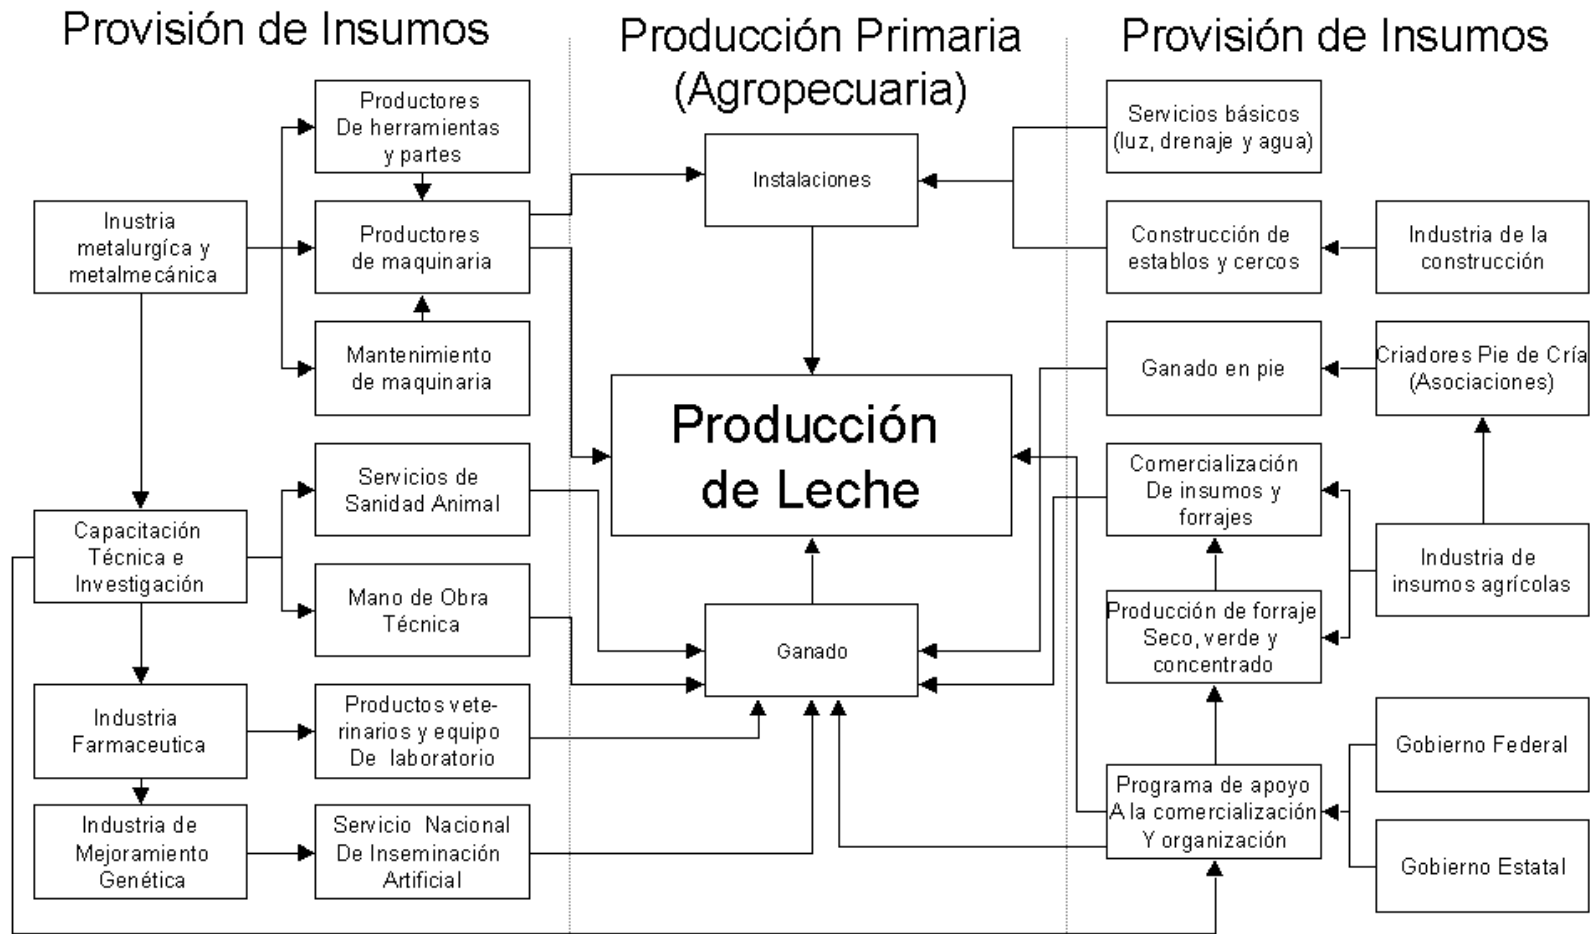 Provisión de Insumos
Producción Primaria
(Agropecuaria)
Provisión de Insumos
Productores
De herramientas
y partes
Inustria
metalurgíca y
metalmecánica
Productores
de maquinaria
Mantenimiento
de maquinaria
Servicios de
Sanidad Animal
Capacitación
Técnica e
Investigación
Mano de Obra
Técnica
Industria
Farmaceutica
Productos vete-
rinarios y equipo
De laboratorio
Industria de
Mejoramiento
Genética
Servicio Nacional
De Inseminación
Artificial
Instalaciones
Producción
de Leche
Ganado
Servicios básicos
(luz, drenaje y agua)
Construcción de
establos y cercos
Industria de la
construcción
Ganado en pie
Criadores Pie de Cría
(Asociaciones)
Comercialización
De insumos y
forrajes
Industria de
insumos agrícolas
Producción de forraje
Seco, verde y
concentrado
Gobierno Federal
Programa de apoyo
A la comercialización
Y organización
Gobierno Estatal